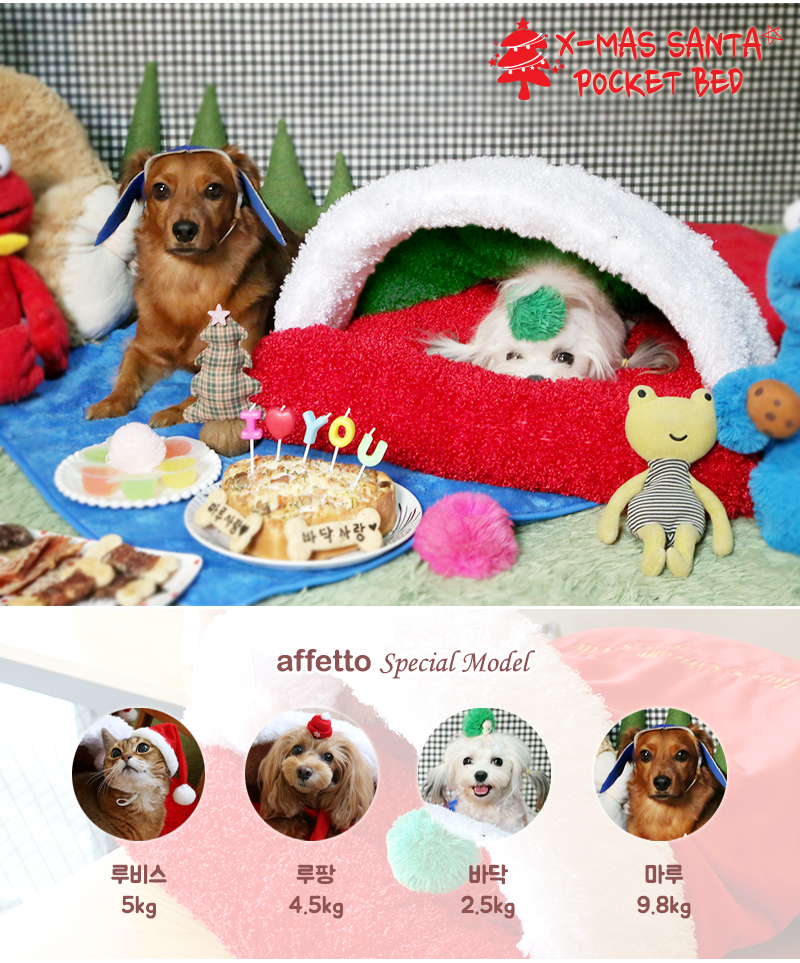 X-MAS SANTA
POCKET BED
I ♥ YOU
마루사랑♥
바닥사랑♥
affetto Special Model
루비스
5kg
루팡
4.5kg
바닥
2.5kg
마루
9.8kg